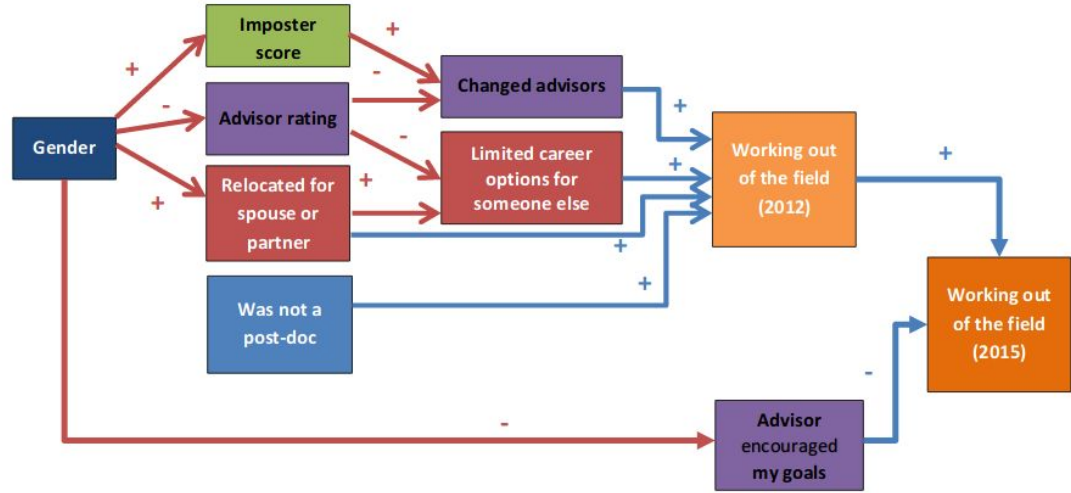 Gender
+
-
+
-
Imposter
score
Advisor rating
Relocated for
spouse or
partner
Was not a
post-doc
+
-
-
+
Changed advisors
Limited career
options for
someone else
+
+
+
+
Working out
of the field
(2012)
+
Working out
of the field
(2015)
-
Advisor
encouraged
my goals